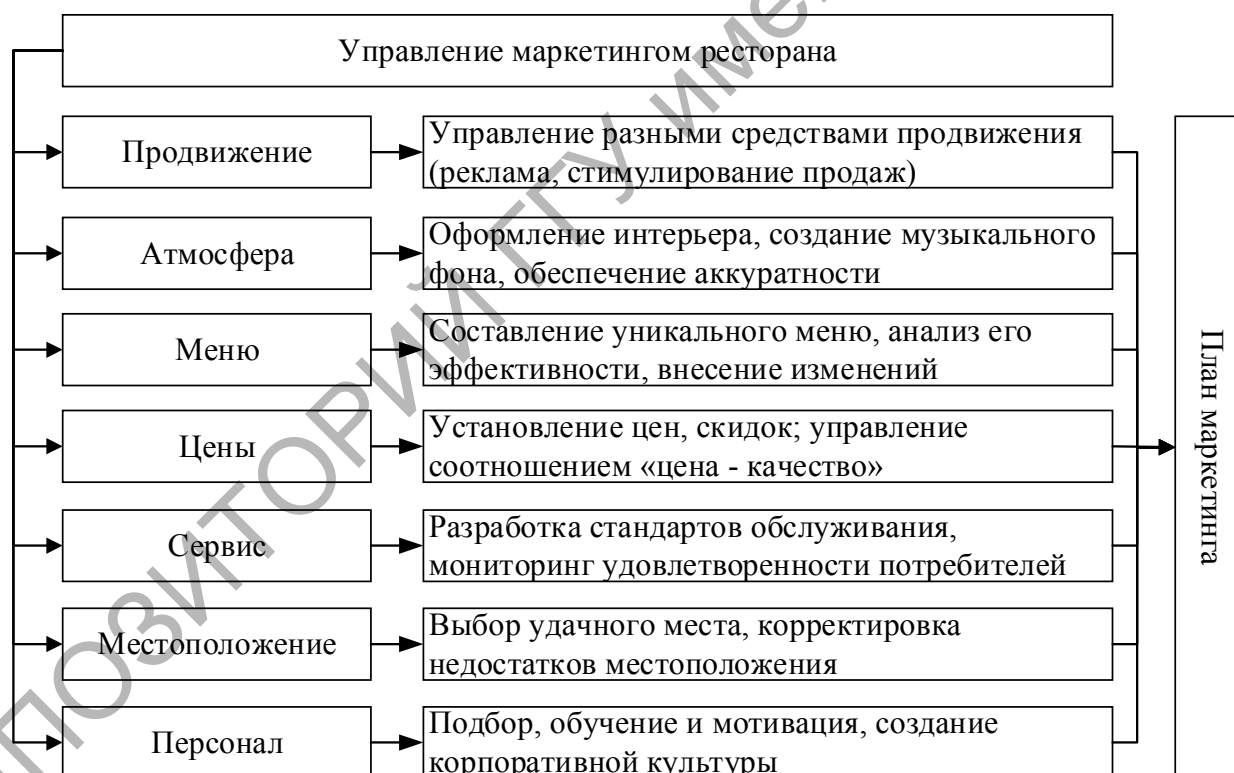 Управление маркетингом ресторана
Продвижение
Управление разными средствами продвижения
(реклама, стимулирование продаж)
Атмосфера
Оформление интерьера, создание музыкального
фона, обеспечение аккуратности
Меню
Составление уникального меню, анализ его
эффективности, внесение изменений
Цены
Установление цен, скидок; управление
соотношением «цена - качество»
Сервис
Разработка стандартов обслуживания,
мониторинг удовлетворенности потребителей
Местоположение
Выбор удачного места, корректировка
недостатков местоположения
Персонал
Подбор, обучение и мотивация, создание
корпоративной культуры
План маркетинга
ПОЗИТОРИЙ ГГУ имен